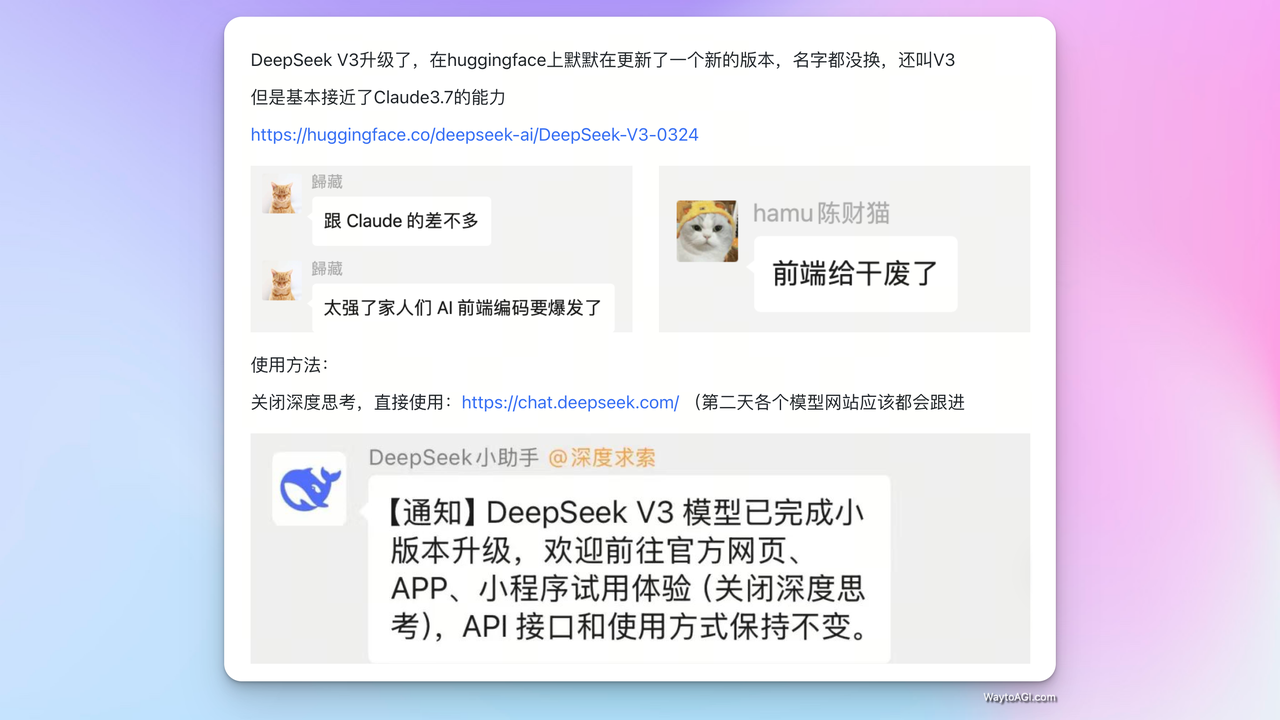 DeepSeek V3升级了，在huggingface上默默在更新了一个新的版本，名字都没换，还叫V3
但是基本接近了Claude3.7的能力
https://huggingface.co/deepseek-ai/DeepSeek-V3-0324
歸藏
跟 Claude 的差不多
歸藏
太强了家人们 AI 前端编码要爆发了
hamu陈财猫
前端给干废了
使用方法：
关闭深度思考，直接使用：https://chat.deepseek.com/ （第二天各个模型网站应该都会跟进
DeepSeek小助手 @深度求索
【通知】DeepSeek V3 模型已完成小
版本升级，欢迎前往官方网页、
APP、小程序试用体验（关闭深度思
考），API 接口和使用方式保持不变。
WaytoAGI.com